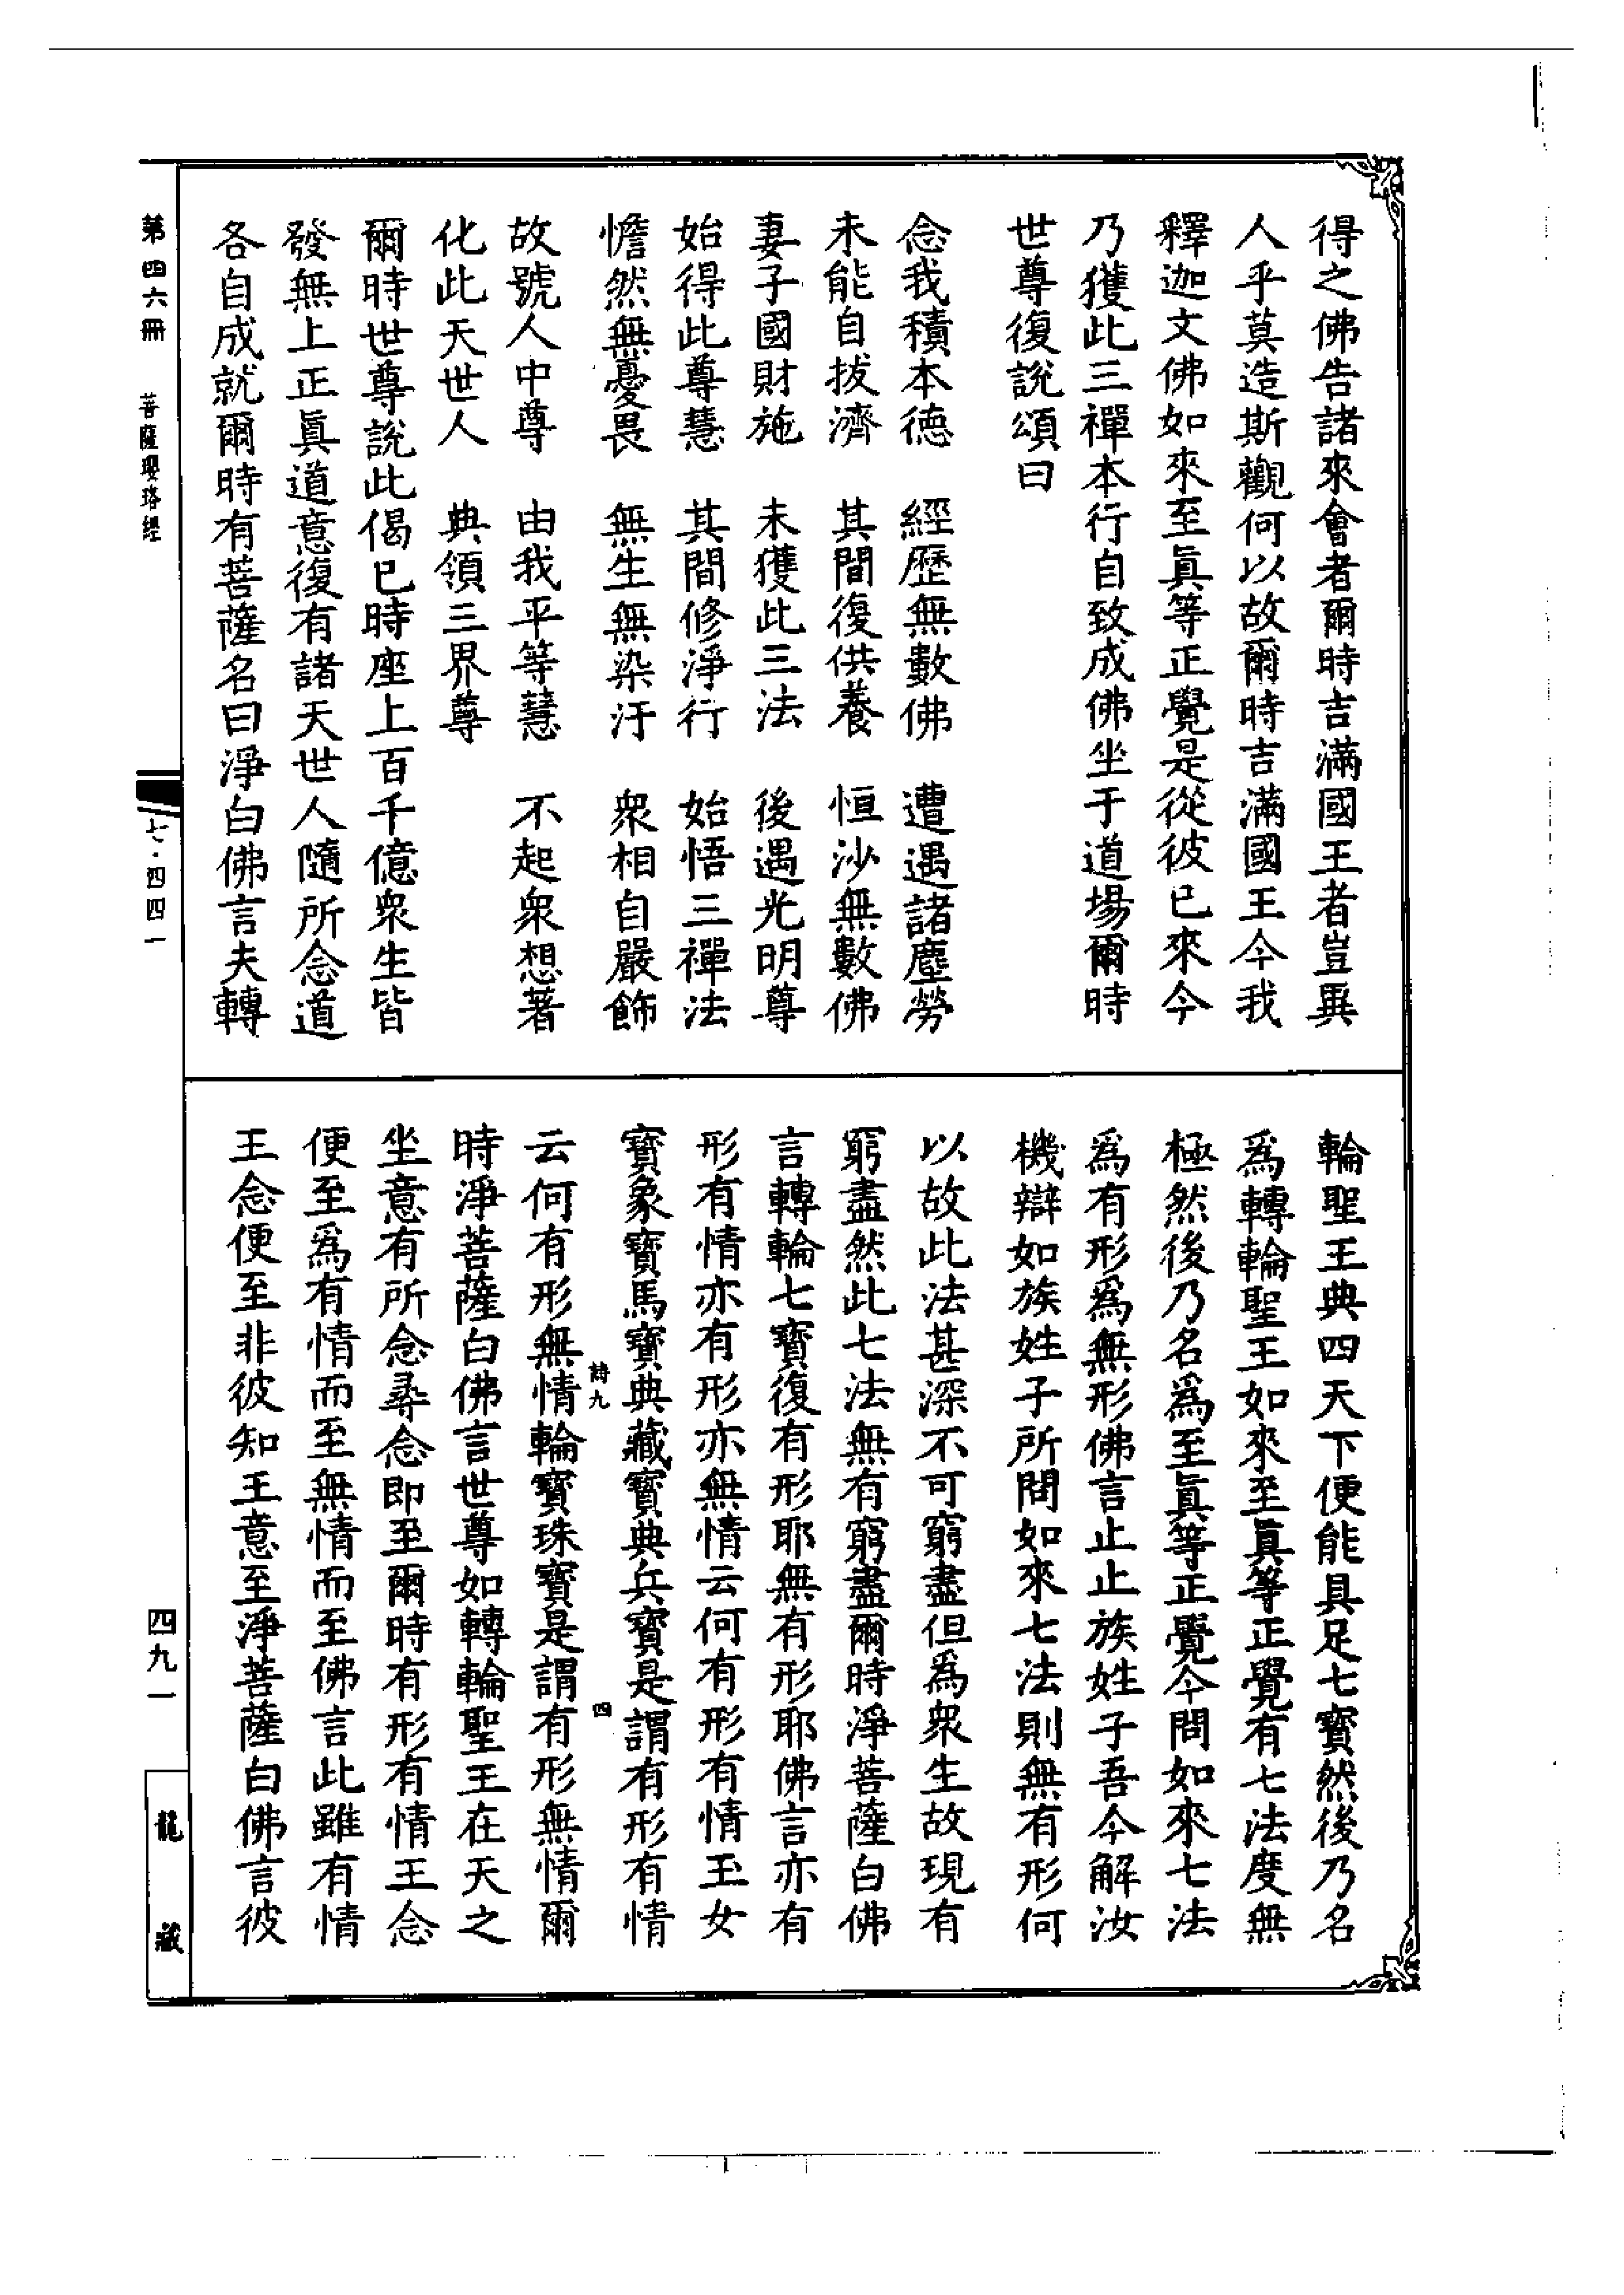 得之佛告諸來會者爾時吉滿國王者豈異
人乎莫造斯觀何以故爾時吉滿國王今我
釋迦文佛如來至眞等正覺是從彼已來今
乃獲此三禪本行自致成佛坐于道場爾時
世尊復說頌曰
念我積本德　經歷無數佛　遭遇諸塵勞
未能自拔濟　其間復供養　恒沙無數佛
妻子國財施　未獲此三法　後遇光明尊
始得此尊慧　其間修淨行　始悟三禪法
憺然無憂畏　無生無染汙　衆相自嚴飾
故號人中尊　由我平等慧　不起衆想著
化此天世人　典領三界尊
爾時世尊說此偈已時座上百千億衆生皆
發無上正眞道意復有諸天世人隨所念道
各自成就爾時有菩薩名曰淨白佛言夫轉
輪聖王典四天下便能具足七寶然後乃名
爲轉輪聖王如來至眞等正覺有七法度無
極然後乃名爲至眞等正覺今問如來七法
爲有形爲無形佛言止止族姓子吾今解汝
機辯如族姓子所問如來七法則無有形何
以故此法甚深不可窮盡但爲衆生故現有
窮盡然此七法無有窮盡爾時淨菩薩白佛
言轉輪七寶復有形耶無有形耶佛言亦有
形有情亦有形亦無情云何有形有情玉女
寶象寶馬寶典藏寶典兵寶是謂有形有情
詩九　四
云何有形無情輪寶珠寶是謂有形無情爾
時淨菩薩白佛言世尊如轉輪聖王在天之
坐意有所念尋念即至爾時有形有情王念
便至爲有情而至無情而至佛言此雖有情
王念便至非彼知王意至淨菩薩白佛言彼
第四六冊　菩薩瓔珞經
七·四四一
四九一
龍藏